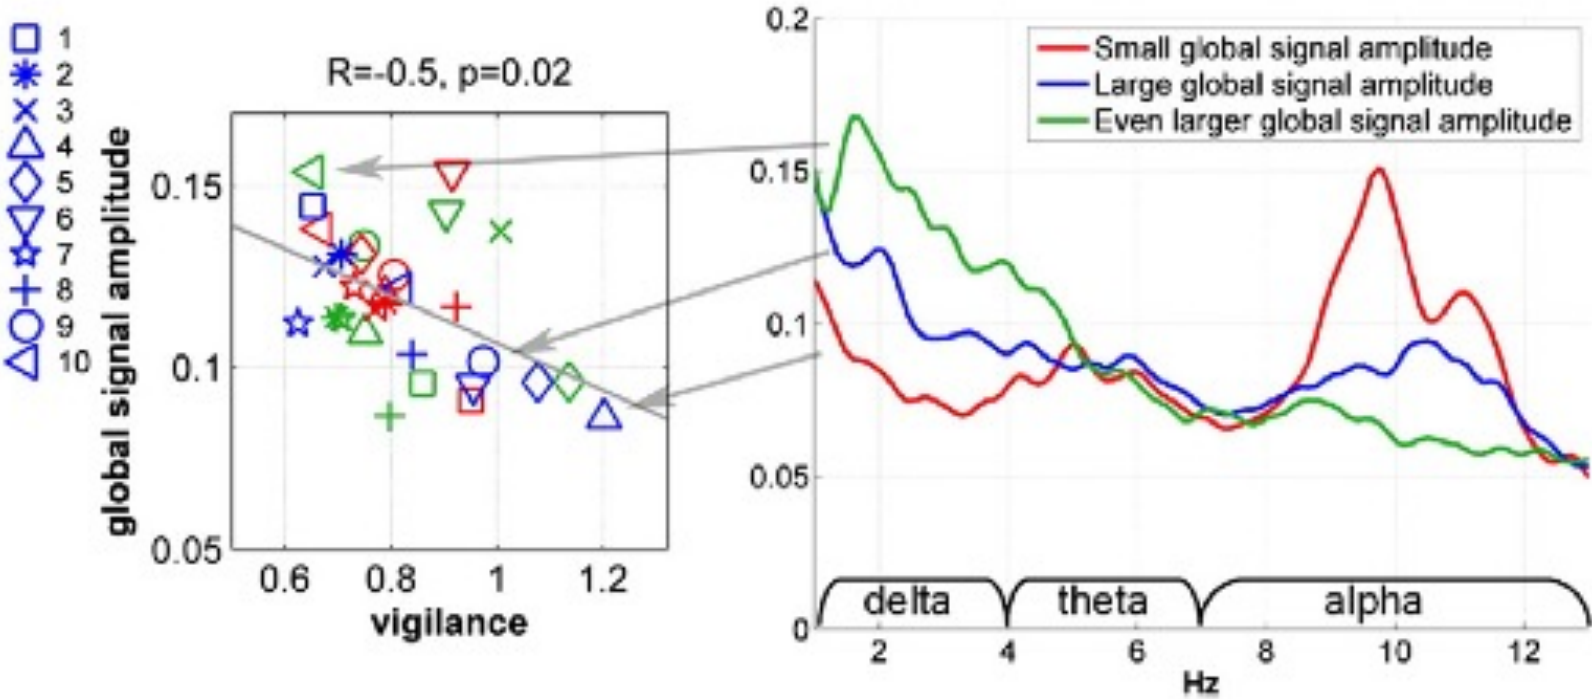 1
2
3
4
5
6
7
8
9
10
R=-0.5, p=0.02
global signal amplitude
0.15
0.1
0.05
0.6 0.8 1 1.2
vigilance
0.2
0.15
0.1
0.05
0
Small global signal amplitude
Large global signal amplitude
Even larger global signal amplitude
delta theta alpha
2 4 6 8 10 12
Hz